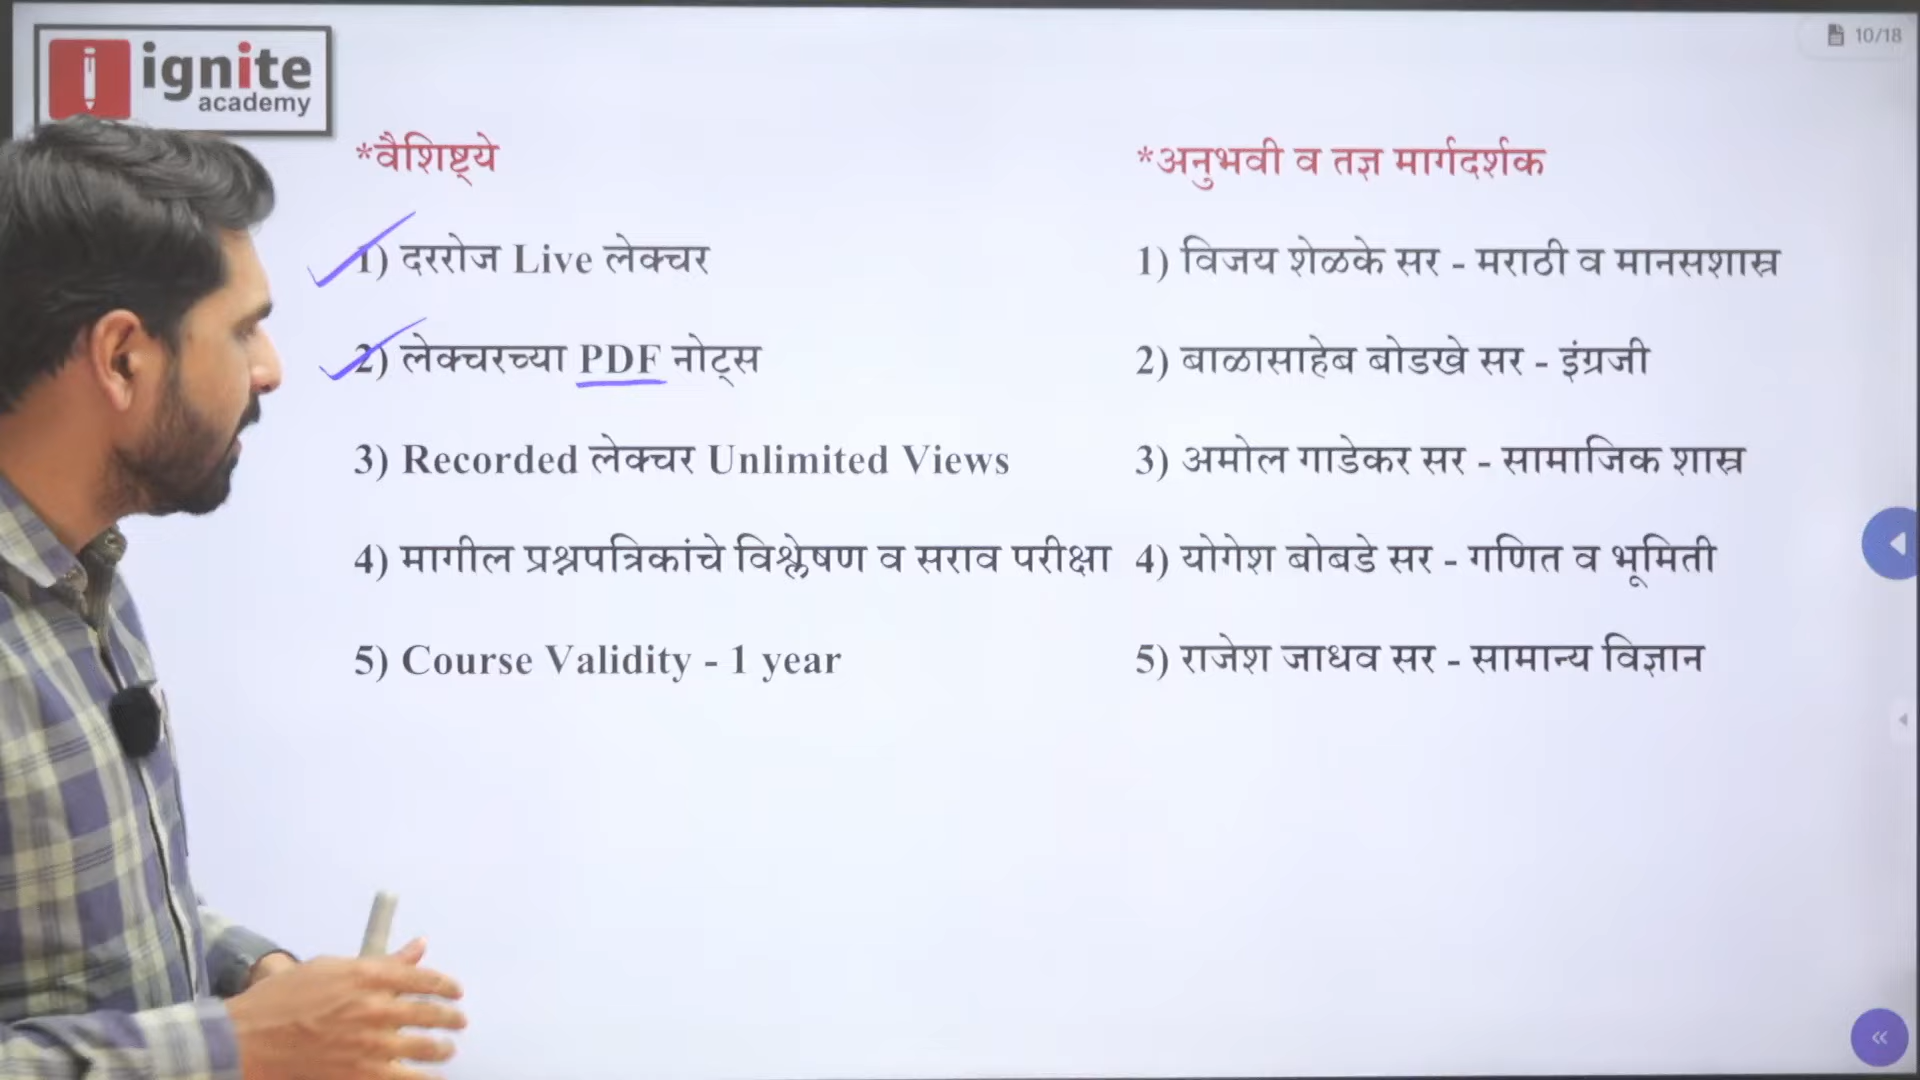 ignite
academy
10/18
*वैशिष्ट्ये
1) दररोज Live लेक्चर
2) लेक्चरच्या PDF नोट्स
3) Recorded लेक्चर Unlimited Views
4) मागील प्रश्नपत्रिकांचे विश्लेषण व सराव परीक्षा
5) Course Validity - 1 year
*अनुभवी व तज्ञ मार्गदर्शक
1) विजय शेळके सर - मराठी व मानसशास्त्र
2) बाळासाहेब बोडखे सर - इंग्रजी
3) अमोल गाडेकर सर - सामाजिक शास्त्र
4) योगेश बोबडे सर - गणित व भूमिती
5) राजेश जाधव सर - सामान्य विज्ञान